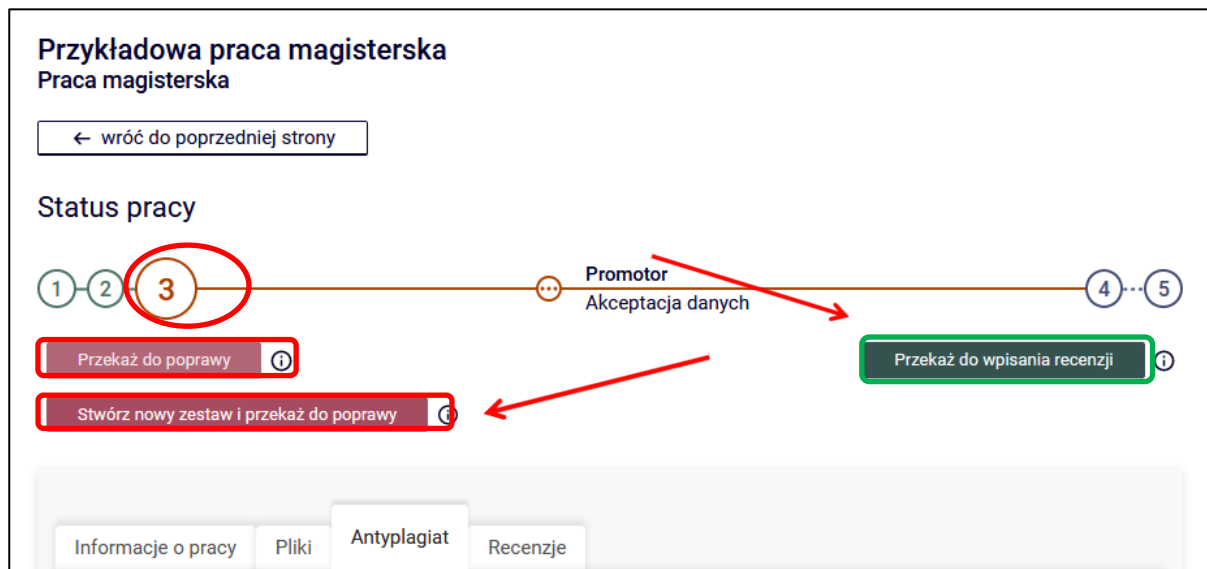 Przykładowa praca magisterska
Praca magisterska
← wróć do poprzedniej strony
Status pracy
1 2 3 Promotor 4 5
Akceptacja danych
Przekaż do poprawy Przekaż do wpisania recenzji
Stwórz nowy zestaw i przekaż do poprawy
Informacje o pracy Pliki Antyplagiat Recenzje